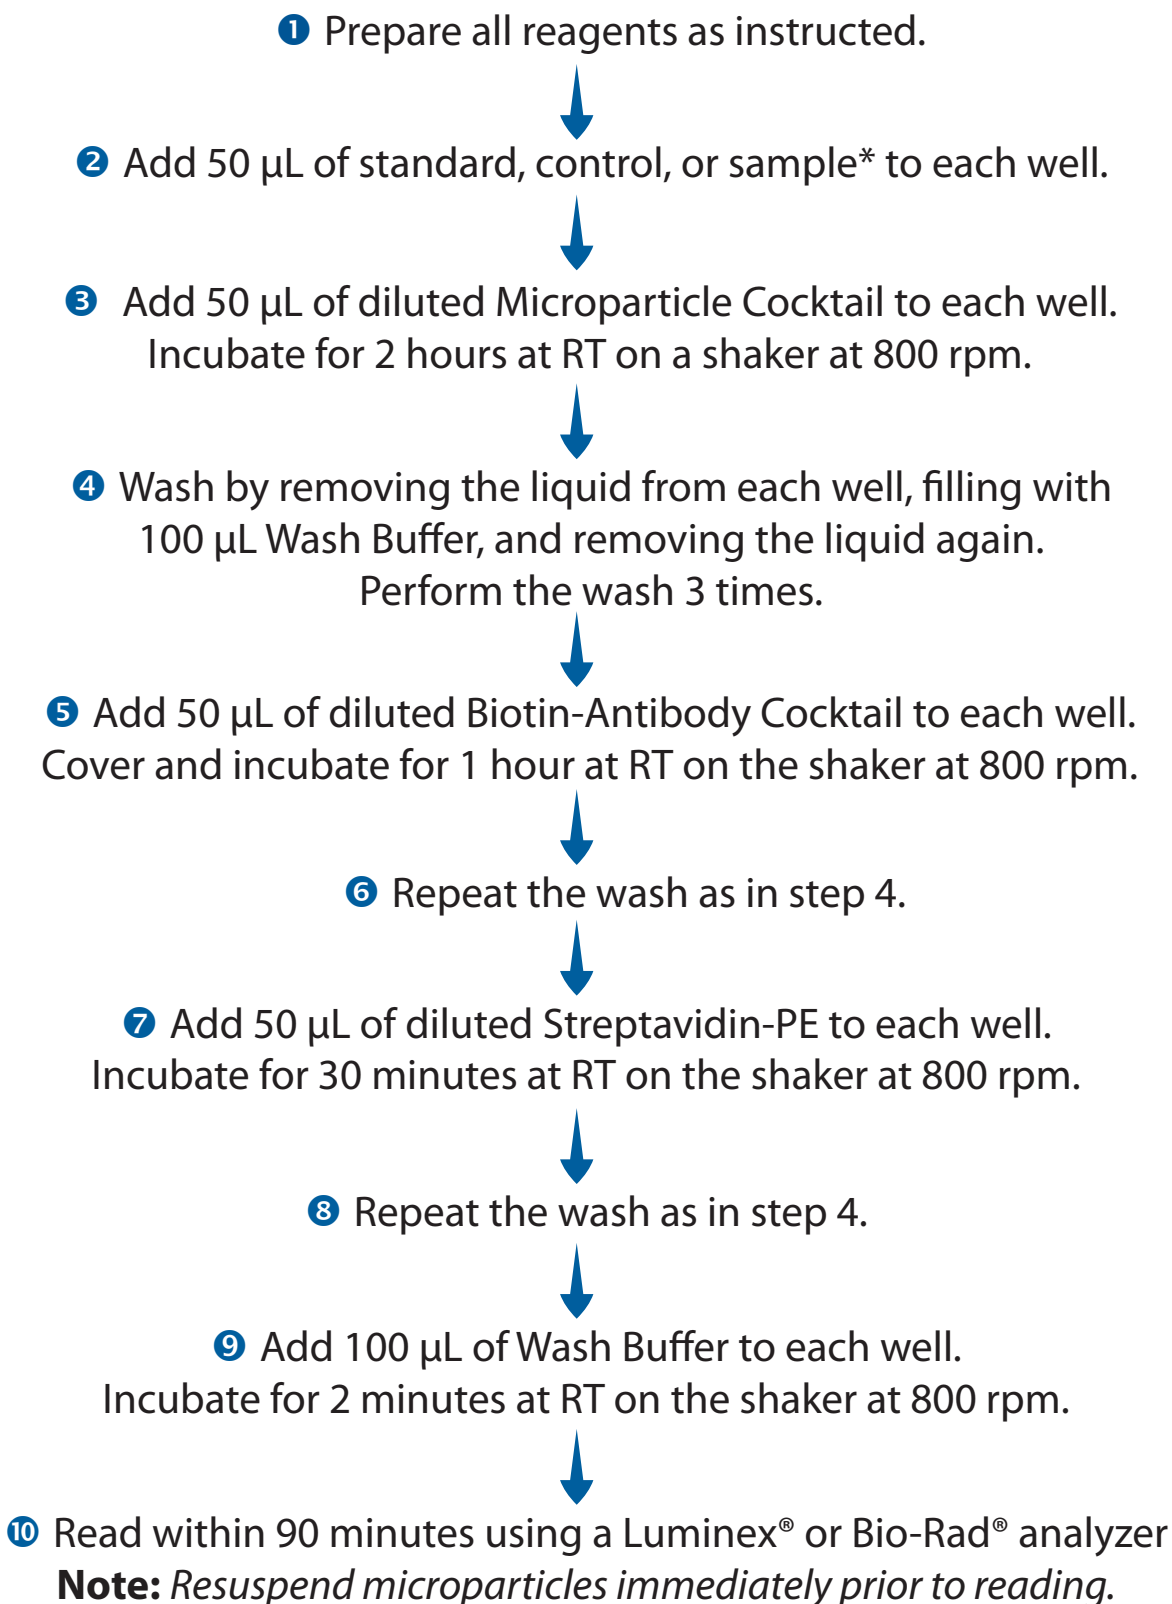 ❶ Prepare all reagents as instructed.
❷ Add 50 µL of standard, control, or sample* to each well.
❸ Add 50 µL of diluted Microparticle Cocktail to each well.
Incubate for 2 hours at RT on a shaker at 800 rpm.
❹ Wash by removing the liquid from each well, filling with
100 µL Wash Buffer, and removing the liquid again.
Perform the wash 3 times.
❺ Add 50 µL of diluted Biotin-Antibody Cocktail to each well.
Cover and incubate for 1 hour at RT on the shaker at 800 rpm.
❻ Repeat the wash as in step 4.
❼ Add 50 µL of diluted Streptavidin-PE to each well.
Incubate for 30 minutes at RT on the shaker at 800 rpm.
❽ Repeat the wash as in step 4.
❾ Add 100 µL of Wash Buffer to each well.
Incubate for 2 minutes at RT on the shaker at 800 rpm.
❿ Read within 90 minutes using a Luminex® or Bio-Rad® analyzer
Note: Resuspend microparticles immediately prior to reading.